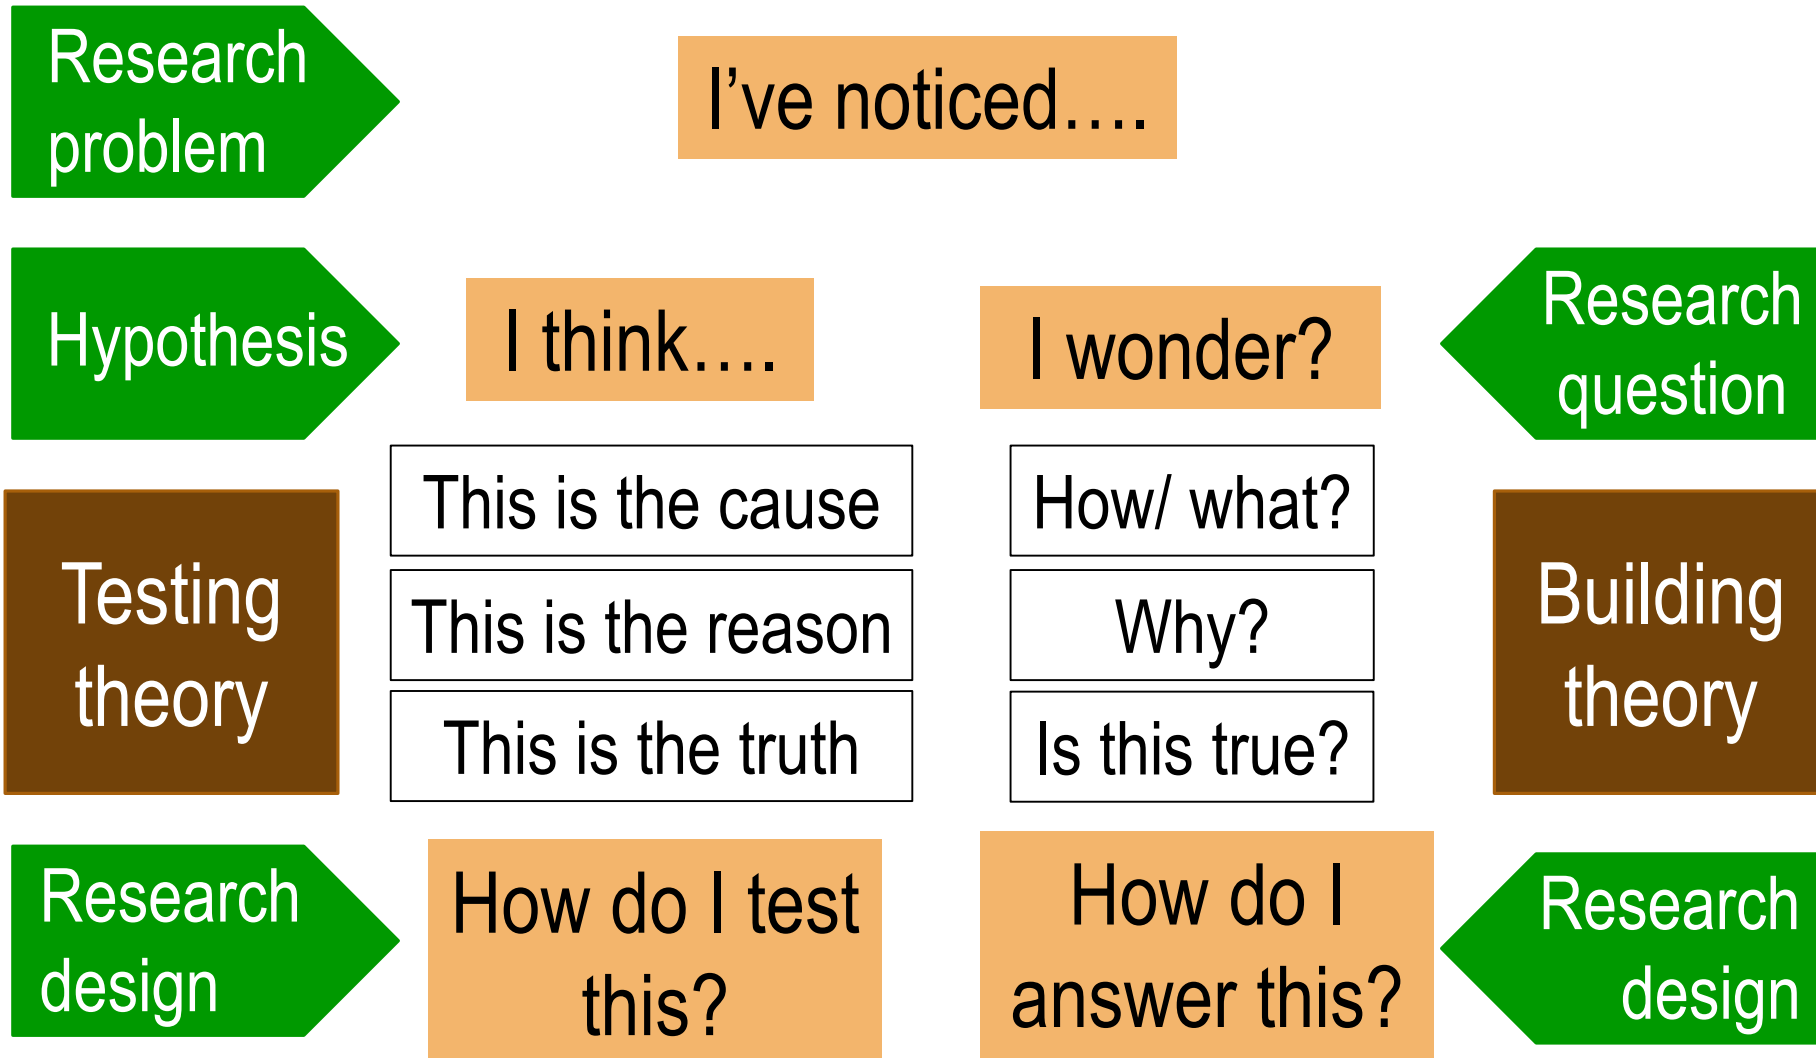 Research
problem
I’ve noticed….
Hypothesis
I think….
I wonder?
Research
question
This is the cause
How/ what?
Testing
theory
This is the reason
Why?
Building
theory
This is the truth
Is this true?
Research
design
How do I test
this?
How do I
answer this?
Research
design